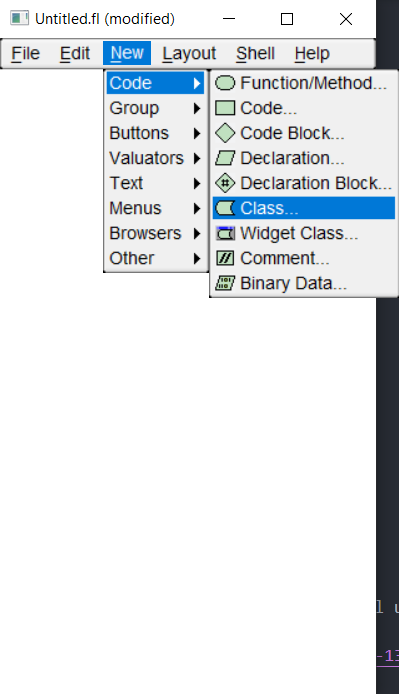 Untitled.fl (modified)
File Edit New Layout Shell Help
Code
Group
Buttons
Valuators
Text
Menus
Browsers
Other
Function/Method...
Code...
Code Block...
Declaration...
Declaration Block...
Class...
Widget Class...
Comment...
Binary Data...
l u
-13